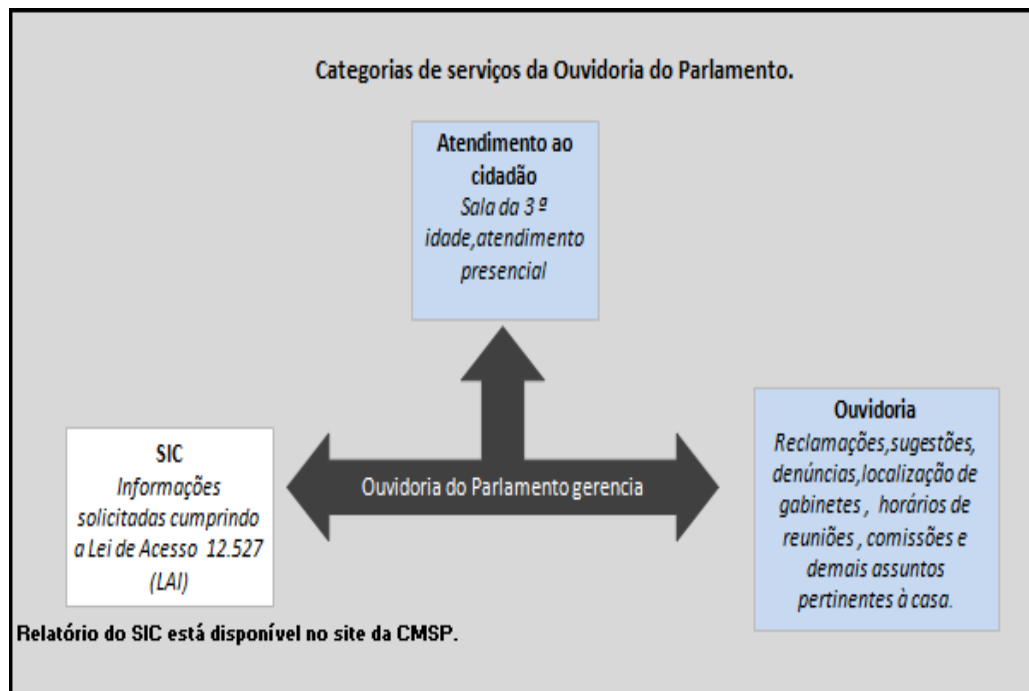 Categorias de serviços da Ouvidoria do Parlamento.
Atendimento ao
cidadão
Sala da 3 ª
idade,atendimento
presencial
SIC
Informações
solicitadas cumprindo
a Lei de Acesso 12.527
(LAI)
Ouvidoria do Parlamento gerencia
Ouvidoria
Reclamações,sugestões,
denúncias,localização de
gabinetes , horários de
reuniões , comissões e
demais assuntos
pertinentes à casa.
Relatório do SIC está disponível no site da CMSP.